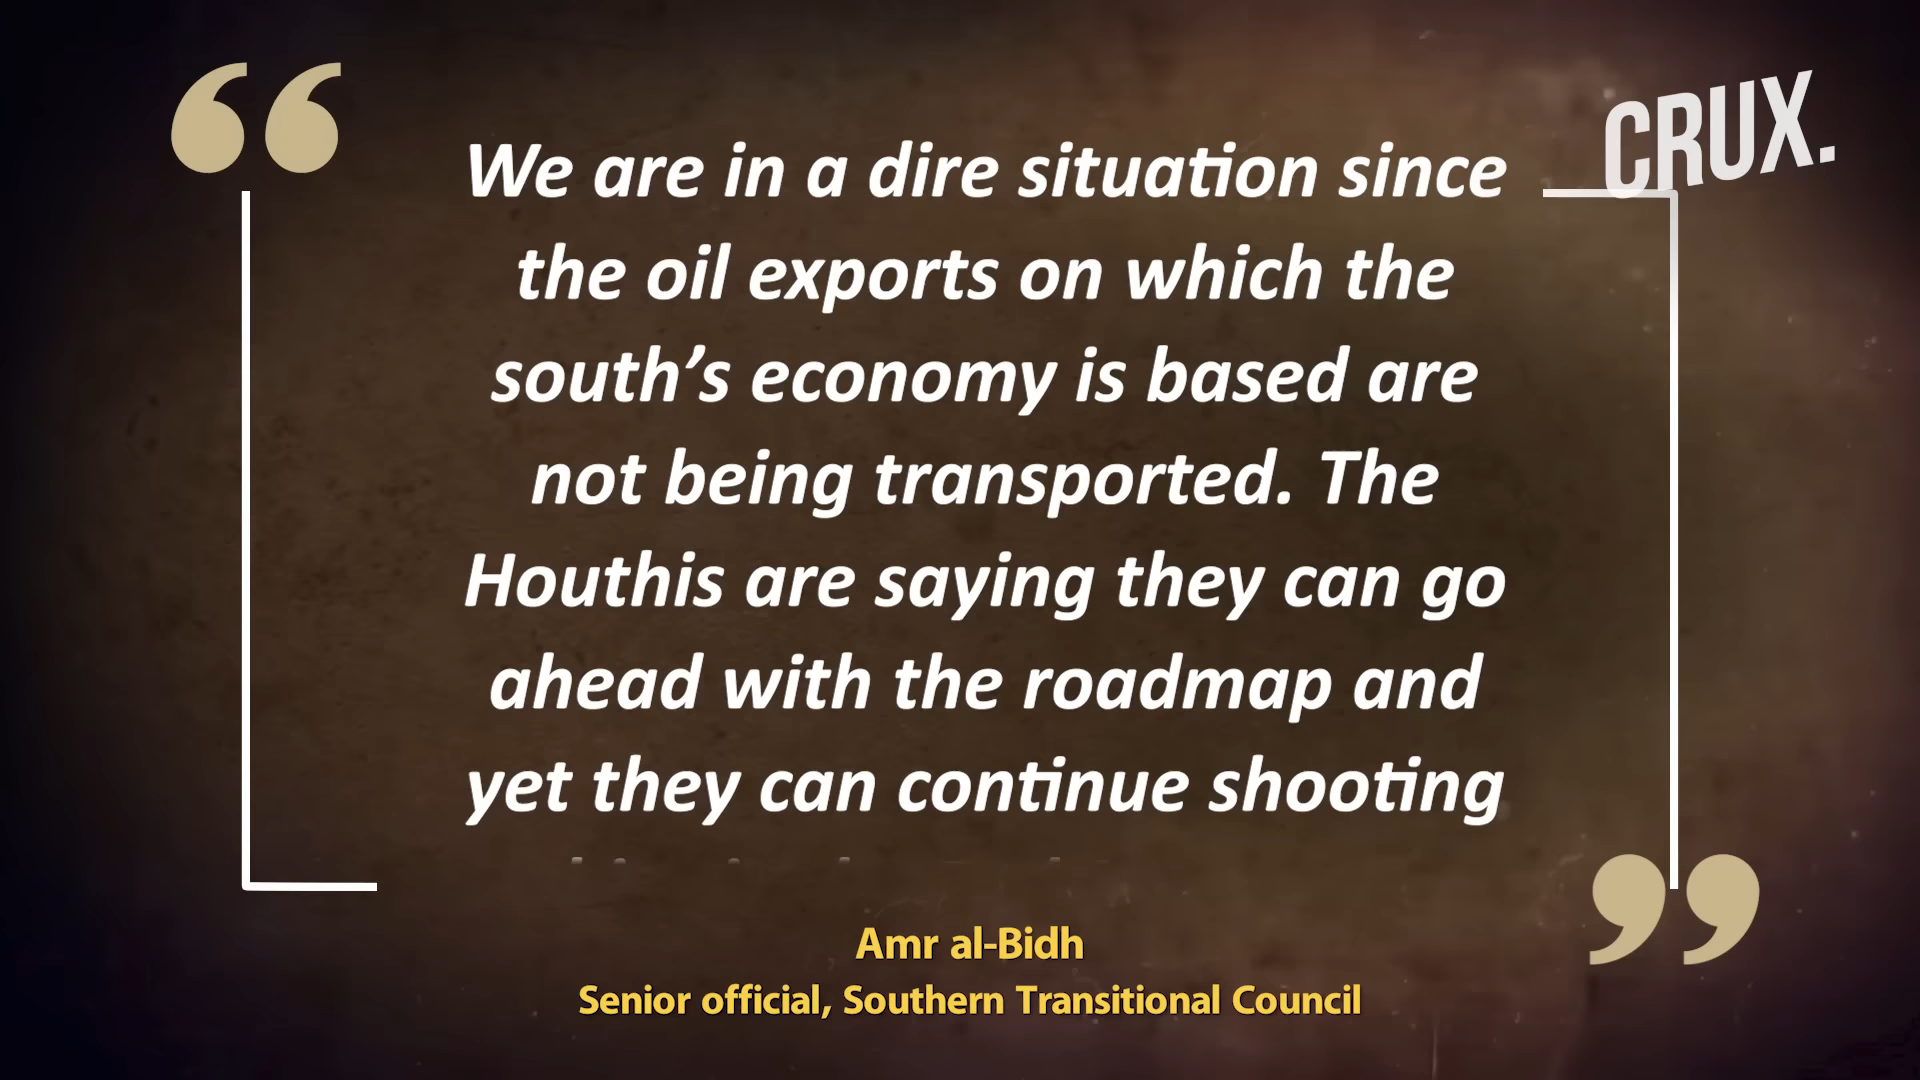 CRUX.
We are in a dire situation since
the oil exports on which the
south’s economy is based are
not being transported. The
Houthis are saying they can go
ahead with the roadmap and
yet they can continue shooting
Amr al-Bidh
Senior official, Southern Transitional Council